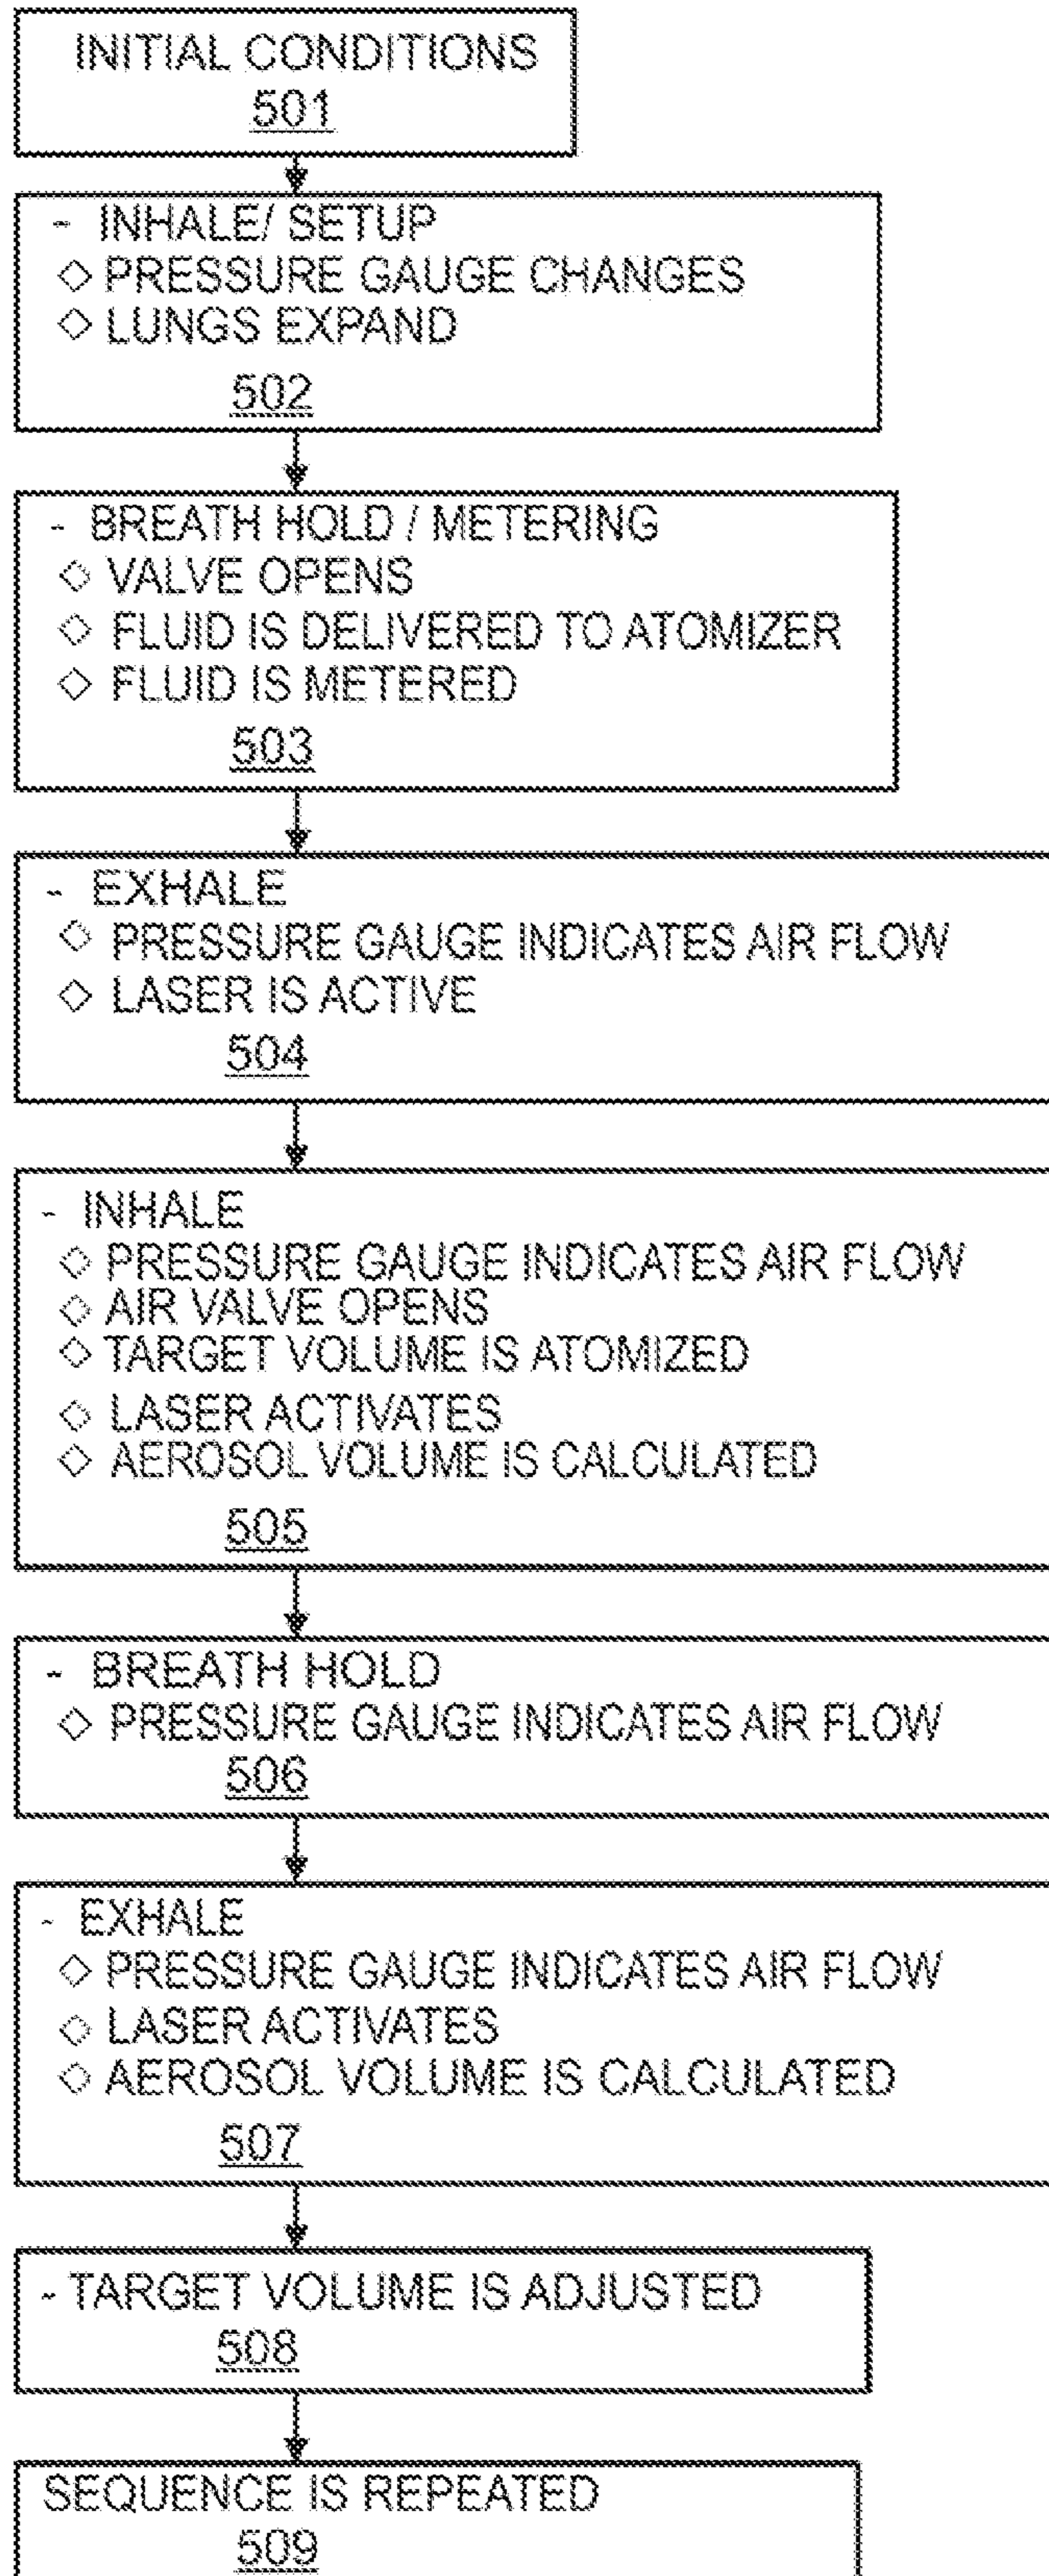 INITIAL CONDITIONS
501
- INHALE/ SETUP
◇ PRESSURE GAUGE CHANGES
◇ LUNGS EXPAND
502
- BREATH HOLD / METERING
◇ VALVE OPENS
◇ FLUID IS DELIVERED TO ATOMIZER
◇ FLUID IS METERED
503
- EXHALE
◇ PRESSURE GAUGE INDICATES AIR FLOW
◇ LASER IS ACTIVE
504
- INHALE
◇ PRESSURE GAUGE INDICATES AIR FLOW
◇ AIR VALVE OPENS
◇ TARGET VOLUME IS ATOMIZED
◇ LASER ACTIVATES
◇ AEROSOL VOLUME IS CALCULATED
505
- BREATH HOLD
◇ PRESSURE GAUGE INDICATES AIR FLOW
506
- EXHALE
◇ PRESSURE GAUGE INDICATES AIR FLOW
◇ LASER ACTIVATES
◇ AEROSOL VOLUME IS CALCULATED
507
- TARGET VOLUME IS ADJUSTED
508
SEQUENCE IS REPEATED
509